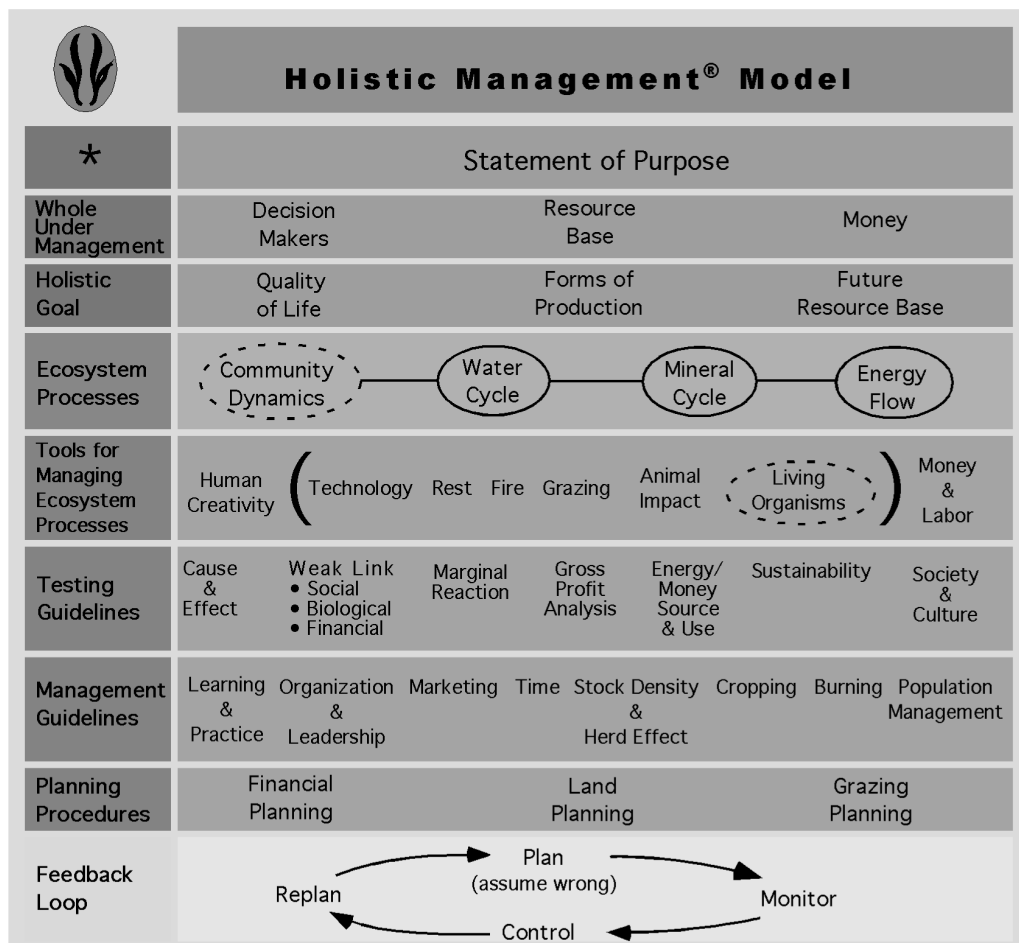 Holistic Management® Model
*
Statement of Purpose
Whole
Under
Management
Decision
Makers
Resource
Base
Money
Holistic
Goal
Quality
of Life
Forms of
Production
Future
Resource Base
Ecosystem
Processes
Community
Dynamics
Water
Cycle
Mineral
Cycle
Energy
Flow
Tools for
Managing
Ecosystem
Processes
Human
Creativity
(
Technology
Rest
Fire
Grazing
Animal
Impact
Living
Organisms
)
Money
&
Labor
Testing
Guidelines
Cause
&
Effect
Weak Link
• Social
• Biological
• Financial
Marginal
Reaction
Gross
Profit
Analysis
Energy/
Money
Source
& Use
Sustainability
Society
&
Culture
Management
Guidelines
Learning
&
Practice
Organization
&
Leadership
Marketing
Time
Stock Density
&
Herd Effect
Cropping
Burning
Population
Management
Planning
Procedures
Financial
Planning
Land
Planning
Grazing
Planning
Feedback
Loop
Plan
(assume wrong)
Replan
Monitor
Control